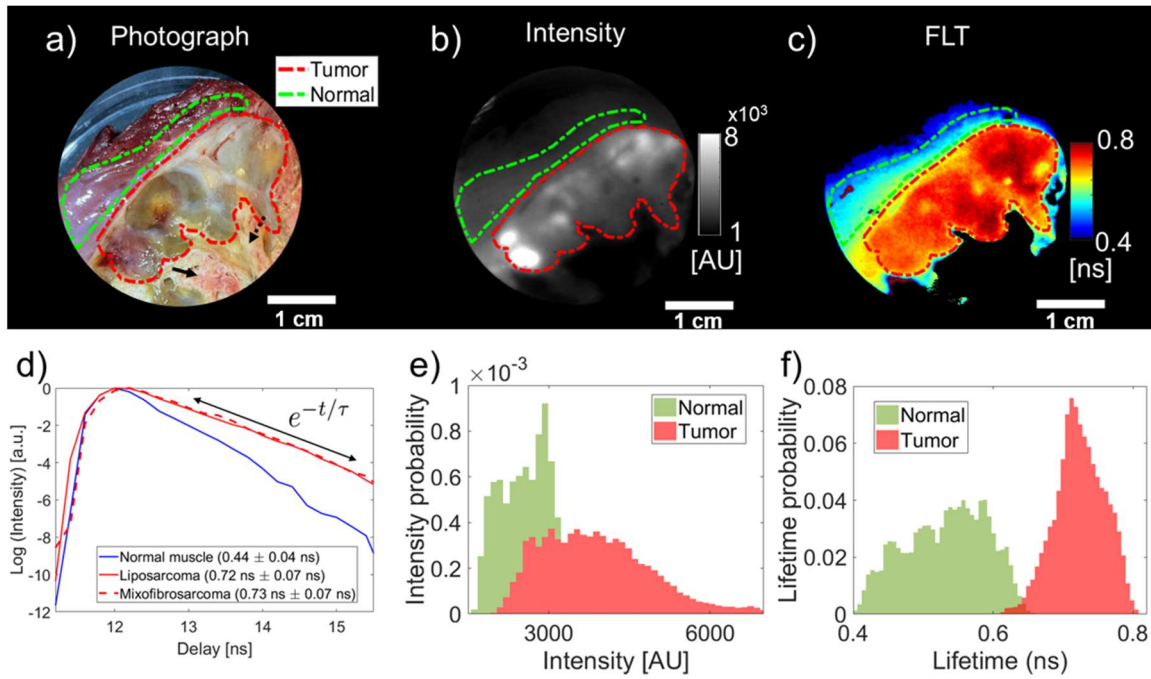 a) Photograph
Tumor
Normal
1 cm
b) Intensity
x10³
8
1
[AU]
1 cm
c) FLT
0.8
0.4
[ns]
1 cm
d)
Log (Intensity) [a.u.]
0
-2
-4
-6
-8
-10
-12
e^{-t/τ}
Normal muscle (0.44 ± 0.04 ns)
Liposarcoma (0.72 ns ± 0.07 ns)
Mixofibrosarcoma (0.73 ns ± 0.07 ns)
12 13 14 15
Delay [ns]
e)
× 10⁻³
Intensity probability
1
0.8
0.6
0.4
0.2
0
Normal
Tumor
3000 6000
Intensity [AU]
f)
Lifetime probability
0.08
0.06
0.04
0.02
0
Normal
Tumor
0.4 0.6 0.8
Lifetime (ns)